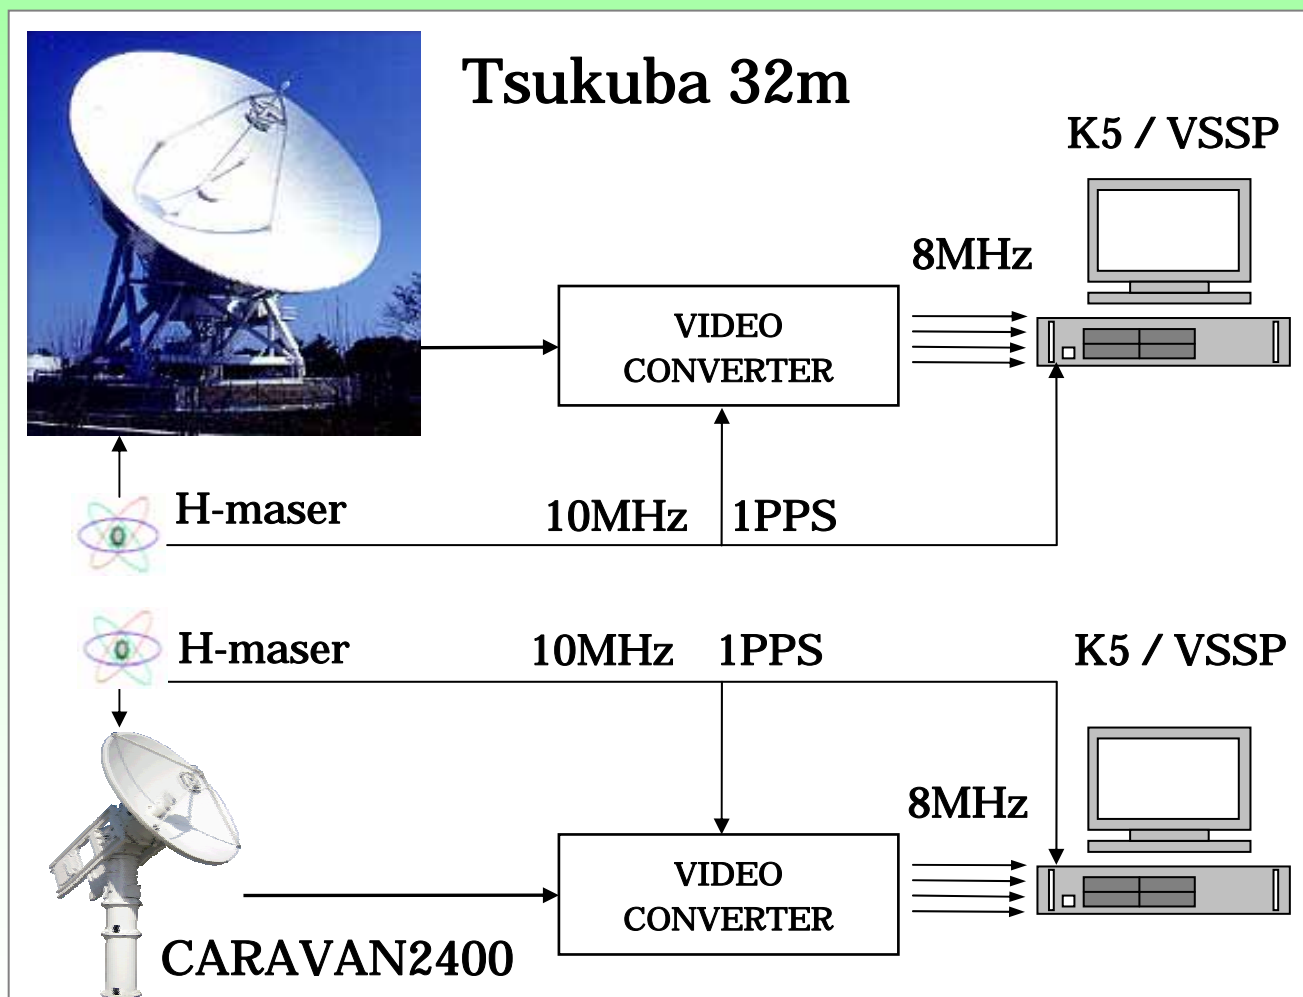 Tsukuba 32m
K5 / VSSP
8MHz
VIDEO
CONVERTER
H-maser
10MHz 1PPS
H-maser
10MHz 1PPS
K5 / VSSP
8MHz
VIDEO
CONVERTER
CARAVAN2400